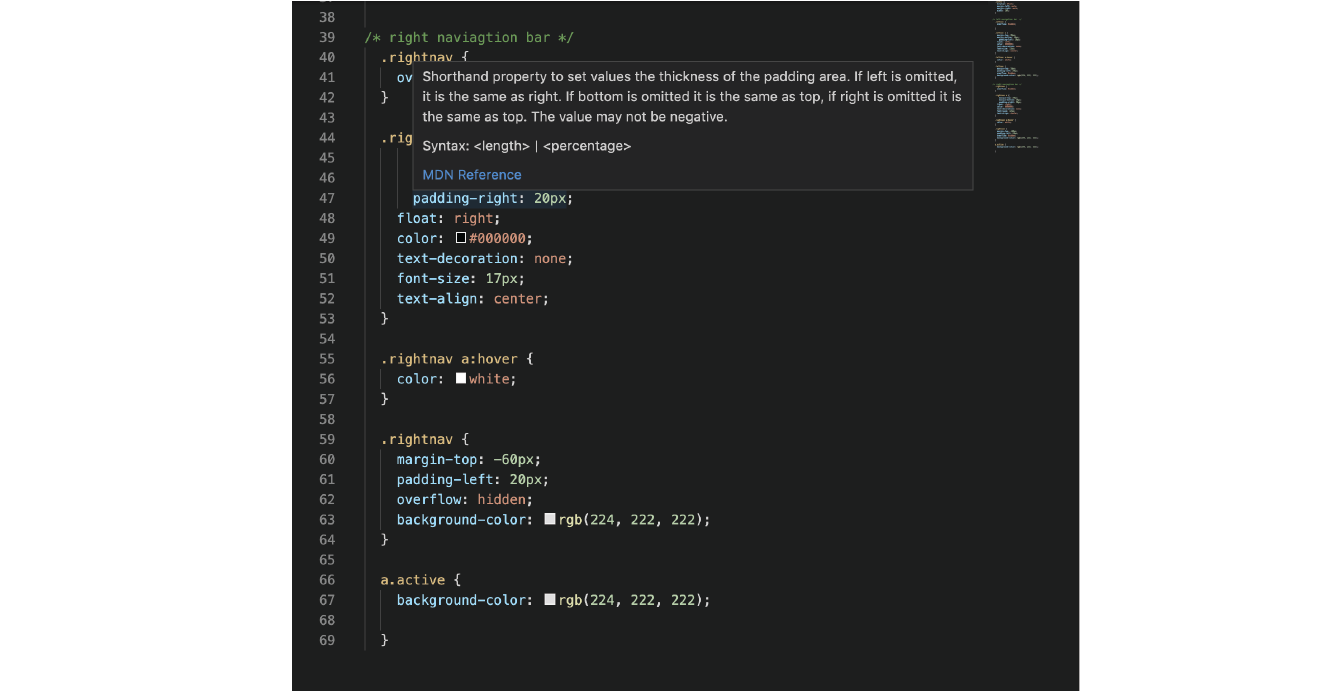 38
39 /* right naviagtion bar */
40 .rightnav {
41 ov
Shorthand property to set values the thickness of the padding area. If left is omitted,
42 }
it is the same as right. If bottom is omitted it is the same as top, if right is omitted it is
43
the same as top. The value may not be negative.
44 .rig
Syntax: <length> | <percentage>
45
46
MDN Reference
47 padding-right: 20px;
48 float: right;
49 color: #000000;
50 text-decoration: none;
51 font-size: 17px;
52 text-align: center;
53 }
54
55 .rightnav a:hover {
56 color: white;
57 }
58
59 .rightnav {
60 margin-top: -60px;
61 padding-left: 20px;
62 overflow: hidden;
63 background-color: rgb(224, 222, 222);
64 }
65
66 a.active {
67 background-color: rgb(224, 222, 222);
68
69 }